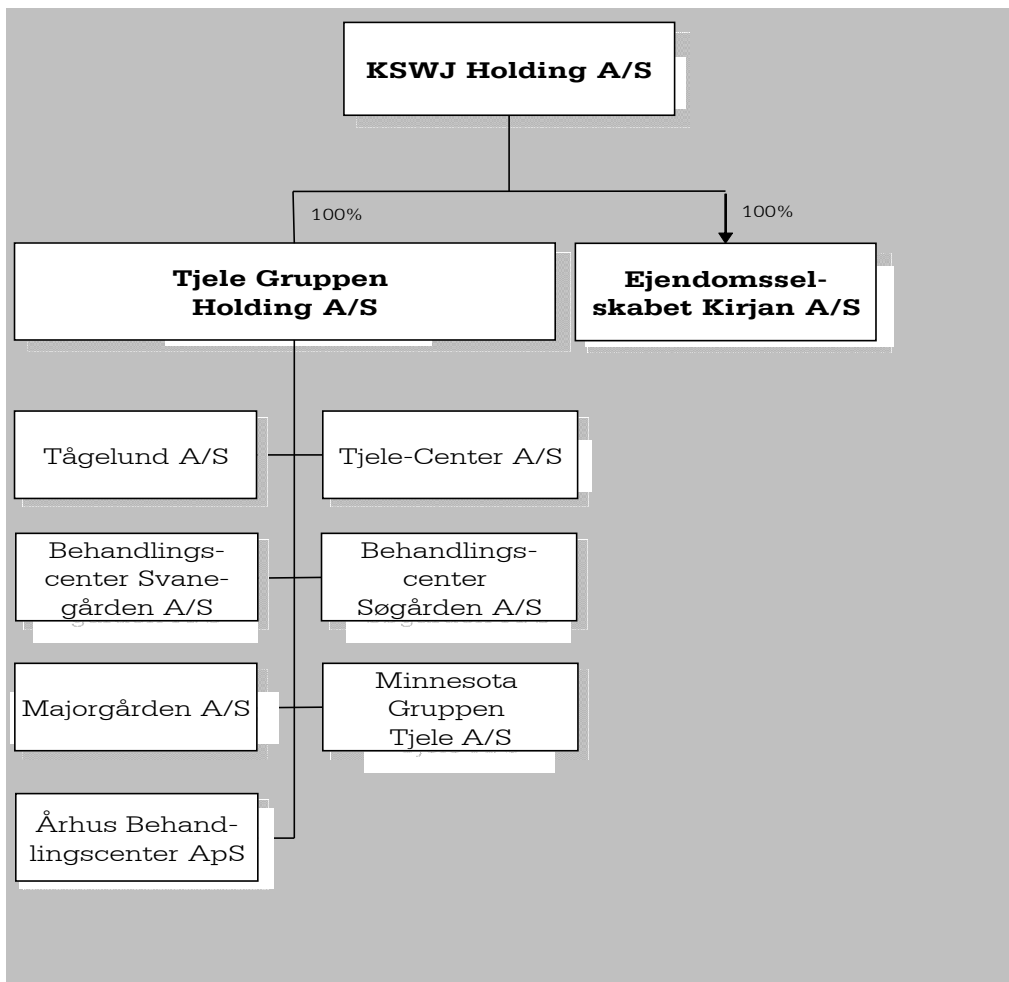 KSWJ Holding A/S
100%
100%
Tjele Gruppen
Holding A/S
Ejendomssel-
skabet Kirjan A/S
Tågelund A/S
Tjele-Center A/S
Behandlings-
center Svane-
gården A/S
Behandlings-
center
Søgården A/S
Majorgården A/S
Minnesota
Gruppen
Tjele A/S
Århus Behand-
lingscenter ApS